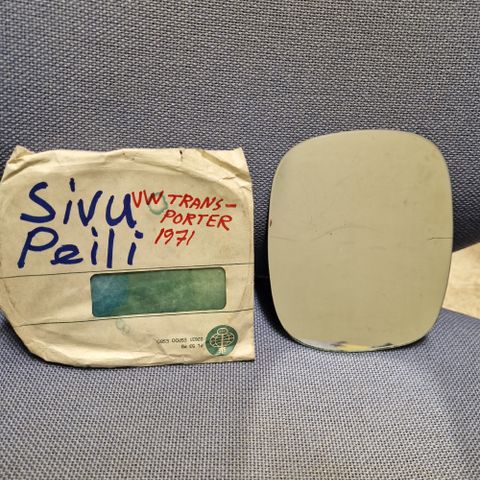 Sivu
Peili
VW TRANS-
PORTER
1971